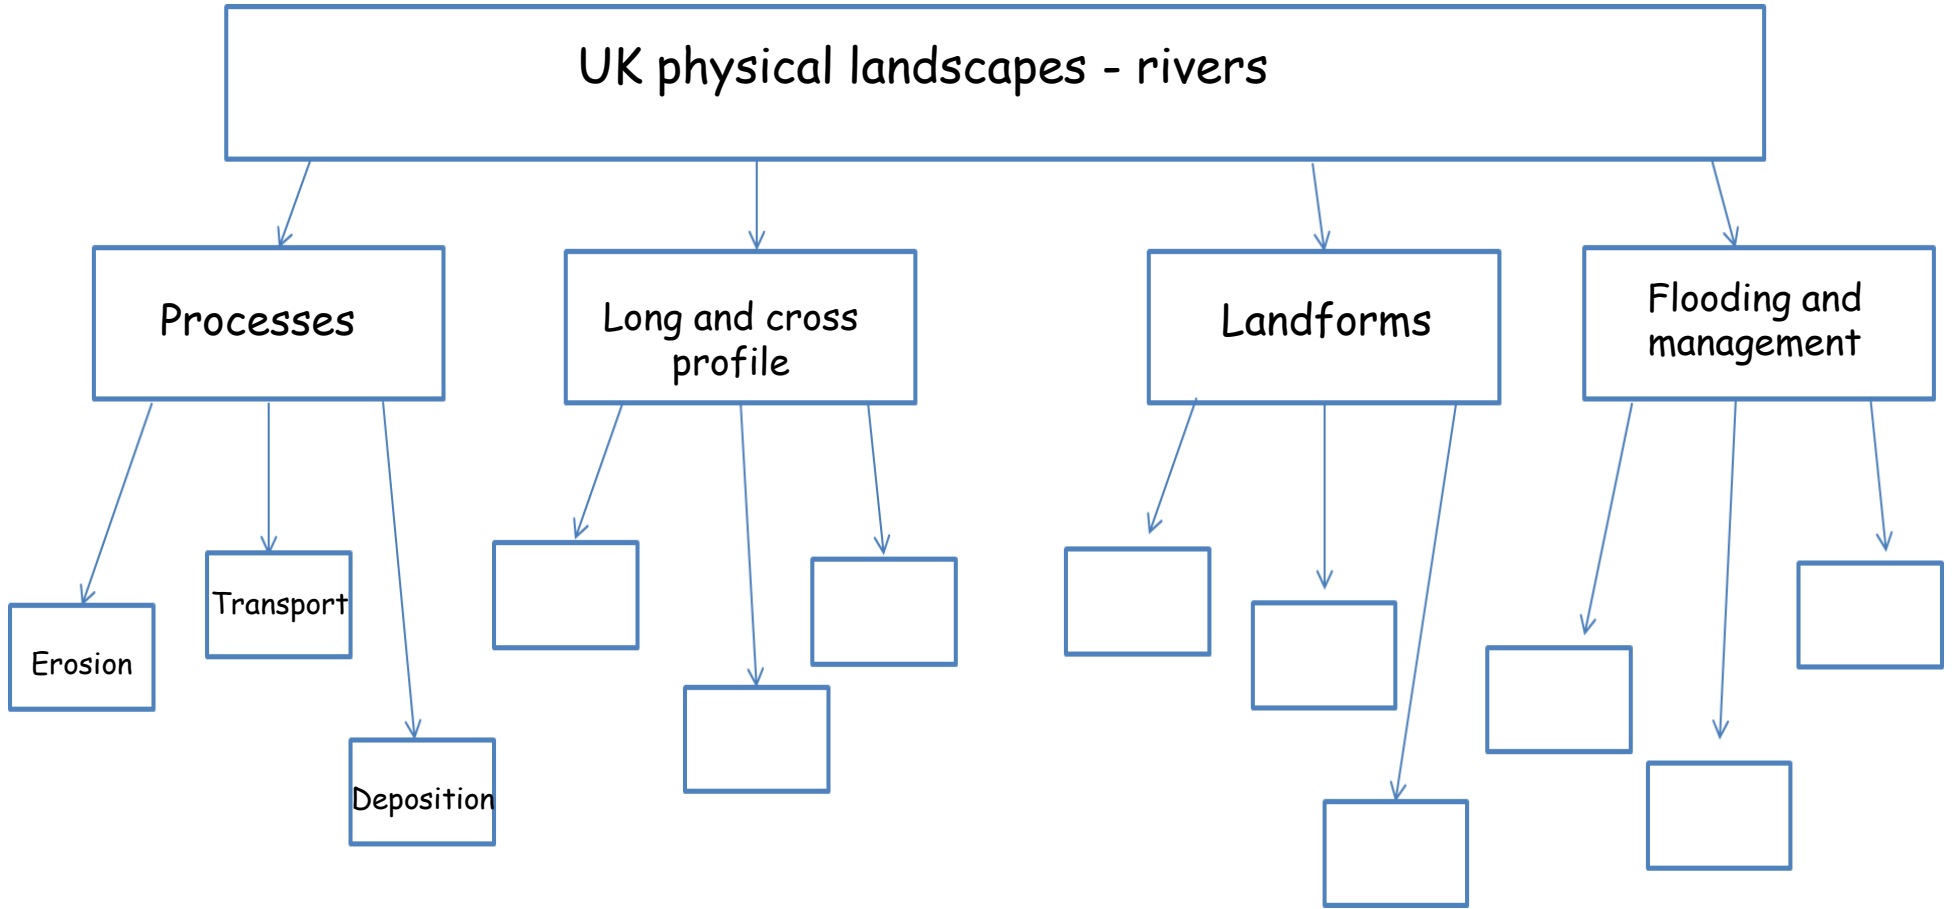 UK physical landscapes - rivers
Processes
Long and cross
profile
Landforms
Flooding and
management
Erosion
Transport
Deposition